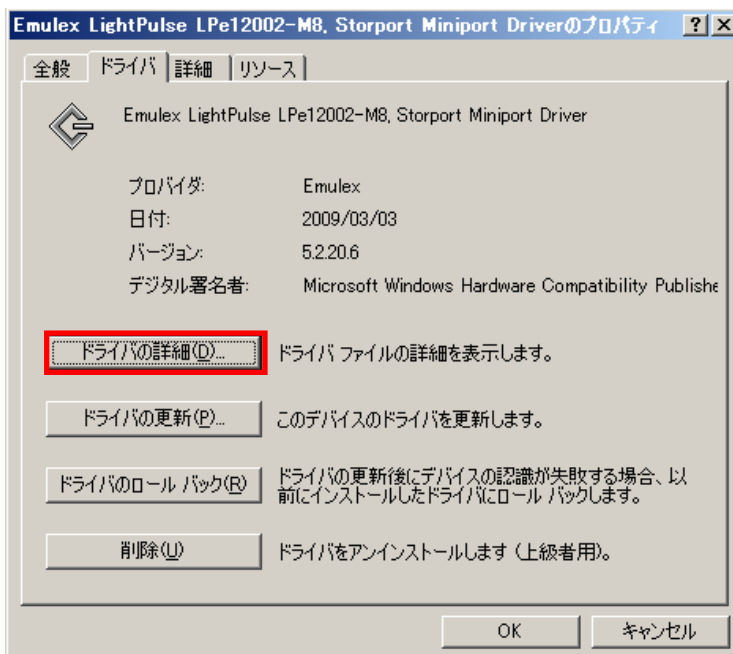 Emulex LightPulse LPe12002-M8, Storport Miniport Driverのプロパティ
全般 ドライバ 詳細 リソース
Emulex LightPulse LPe12002-M8, Storport Miniport Driver
プロバイダ: Emulex
日付: 2009/03/03
バージョン: 5.2.20.6
デジタル署名者: Microsoft Windows Hardware Compatibility Publishe
ドライバの詳細(D)... ドライバ ファイルの詳細を表示します。
ドライバの更新(P)... このデバイスのドライバを更新します。
ドライバのロール バック(R) ドライバの更新後にデバイスの認識が失敗する場合、以
前にインストールしたドライバにロール バックします。
削除(U) ドライバをアンインストールします (上級者用)。
OK キャンセル